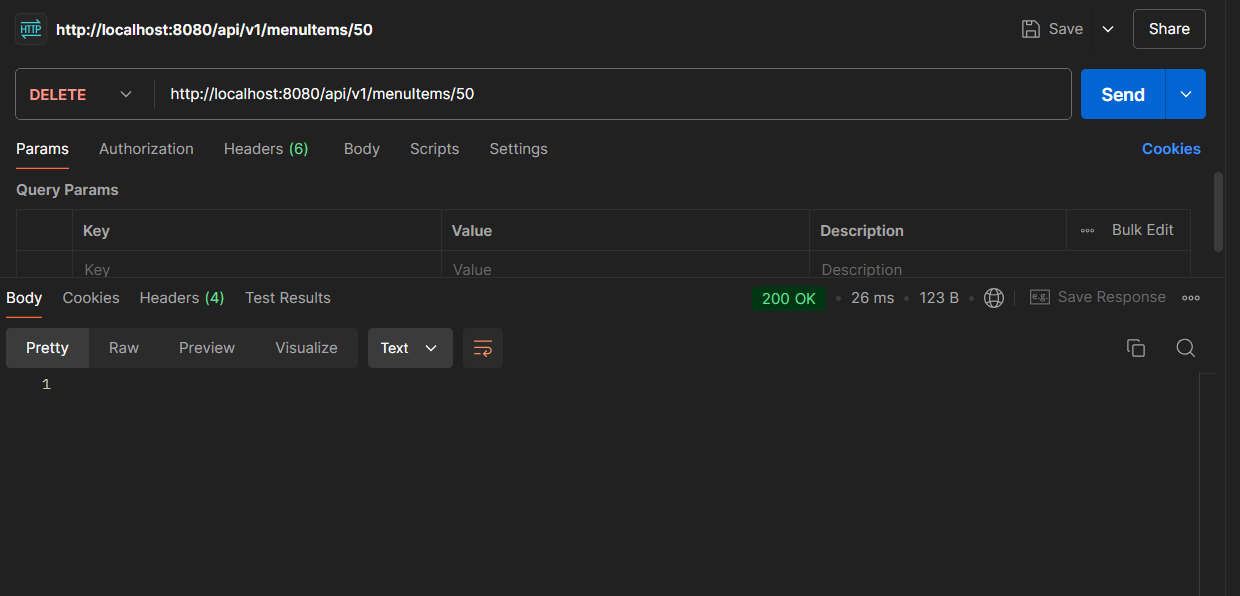 HTTP http://localhost:8080/api/v1/menuItems/50 Save Share
DELETE http://localhost:8080/api/v1/menuItems/50 Send
Params Authorization Headers (6) Body Scripts Settings Cookies
Query Params
Key Value Description Bulk Edit
Key Value Description
Body Cookies Headers (4) Test Results 200 OK • 26 ms • 123 B • e.g. Save Response
Pretty Raw Preview Visualize Text
1